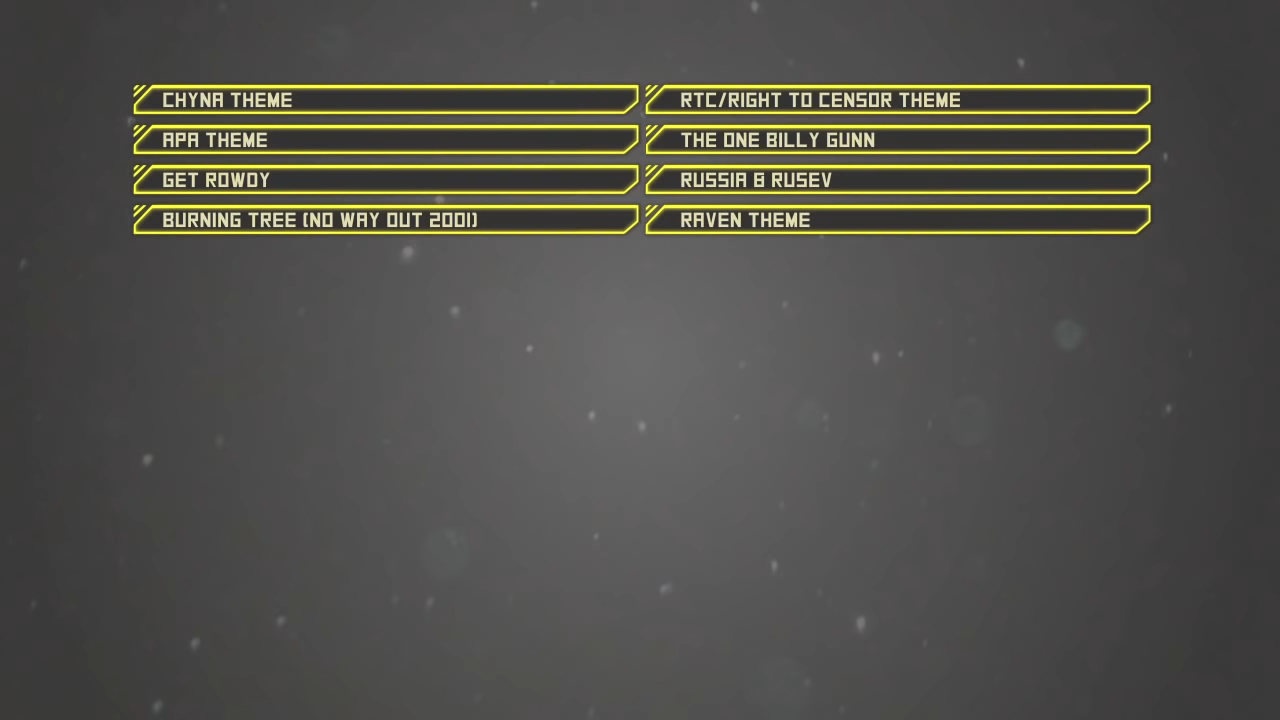 CHYNA THEME
RTC/RIGHT TO CENSOR THEME
APA THEME
THE ONE BILLY GUNN
GET ROWDY
RUSSIA & RUSEV
BURNING TREE (NO WAY OUT 2001)
RAVEN THEME